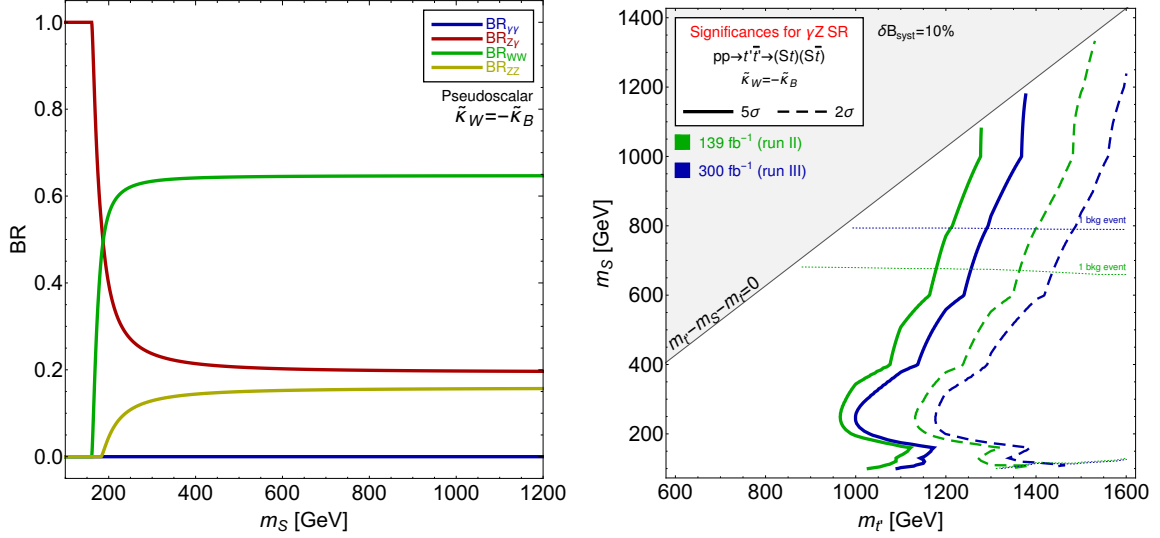 BR
1.0
0.8
0.6
0.4
0.2
0.0
BR_γγ
BR_Zγ
BR_WW
BR_ZZ
Pseudoscalar
κ̃_W=−κ̃_B
200 400 600 800 1000 1200
m_S [GeV]
m_S [GeV]
1400
1200
1000
800
600
400
200
Significances for γZ SR
pp→t't̄'→(St)(St̄)
κ̃_W=−κ̃_B
5σ 2σ
δB_syst=10%
139 fb⁻¹ (run II)
300 fb⁻¹ (run III)
1 bkg event
1 bkg event
m_t'−m_S−m_t=0
600 800 1000 1200 1400 1600
m_t' [GeV]